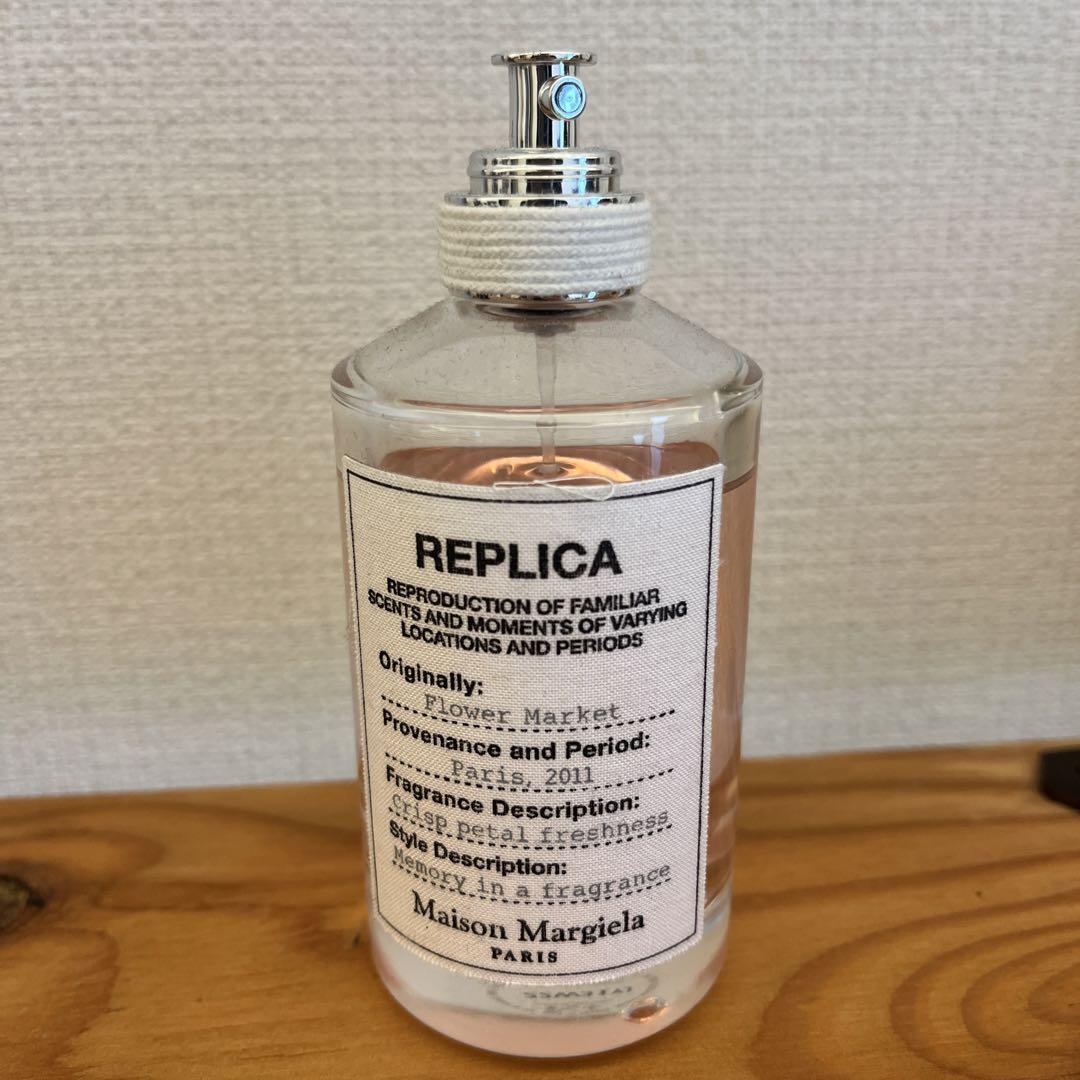 REPLICA
REPRODUCTION OF FAMILIAR
SCENTS AND MOMENTS OF VARYING
LOCATIONS AND PERIODS
Originally:
Flower Market
Provenance and Period:
Paris, 2011
Fragrance Description:
Crisp petal freshness
Style Description:
Memory in a fragrance
Maison Margiela
PARIS